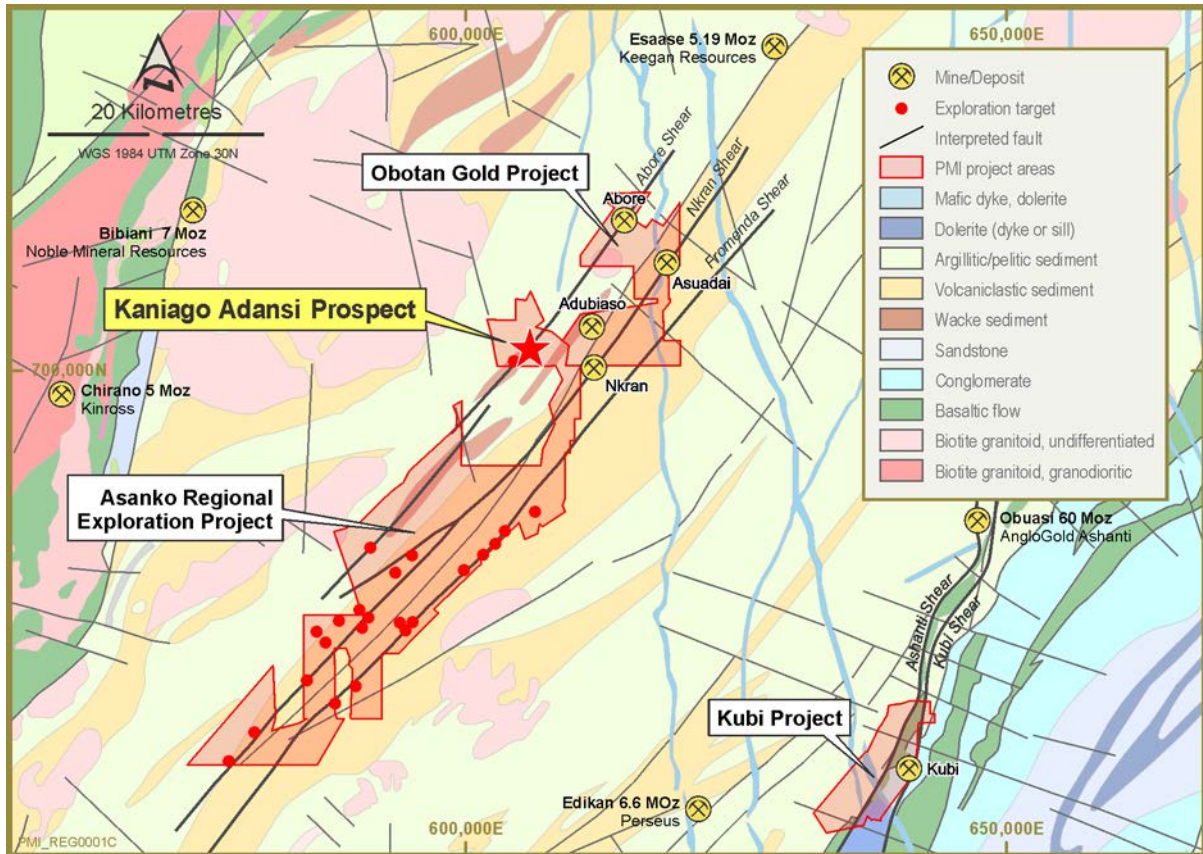 600,000E
650,000E
Esaase 5.19 Moz
Keegan Resources
N
20 Kilometres
WGS 1984 UTM Zone 30N
Mine/Deposit
Exploration target
Interpreted fault
PMI project areas
Mafic dyke, dolerite
Dolerite (dyke or sill)
Argillitic/pelitic sediment
Volcaniclastic sediment
Wacke sediment
Sandstone
Conglomerate
Basaltic flow
Biotite granitoid, undifferentiated
Biotite granitoid, granodioritic
Abore Shear
Nkran Shear
Fromenda Shear
Obotan Gold Project
Abore
Bibiani 7 Moz
Noble Mineral Resources
Asuadai
Kaniago Adansi Prospect
Adubiaso
700,000N
Nkran
Chirano 5 Moz
Kinross
Asanko Regional
Exploration Project
Obuasi 60 Moz
AngloGold Ashanti
Ashanti Shear
Kubi Shear
Kubi Project
Kubi
Edikan 6.6 MOz
Perseus
PMI_REG0001C
600,000E
650,000E